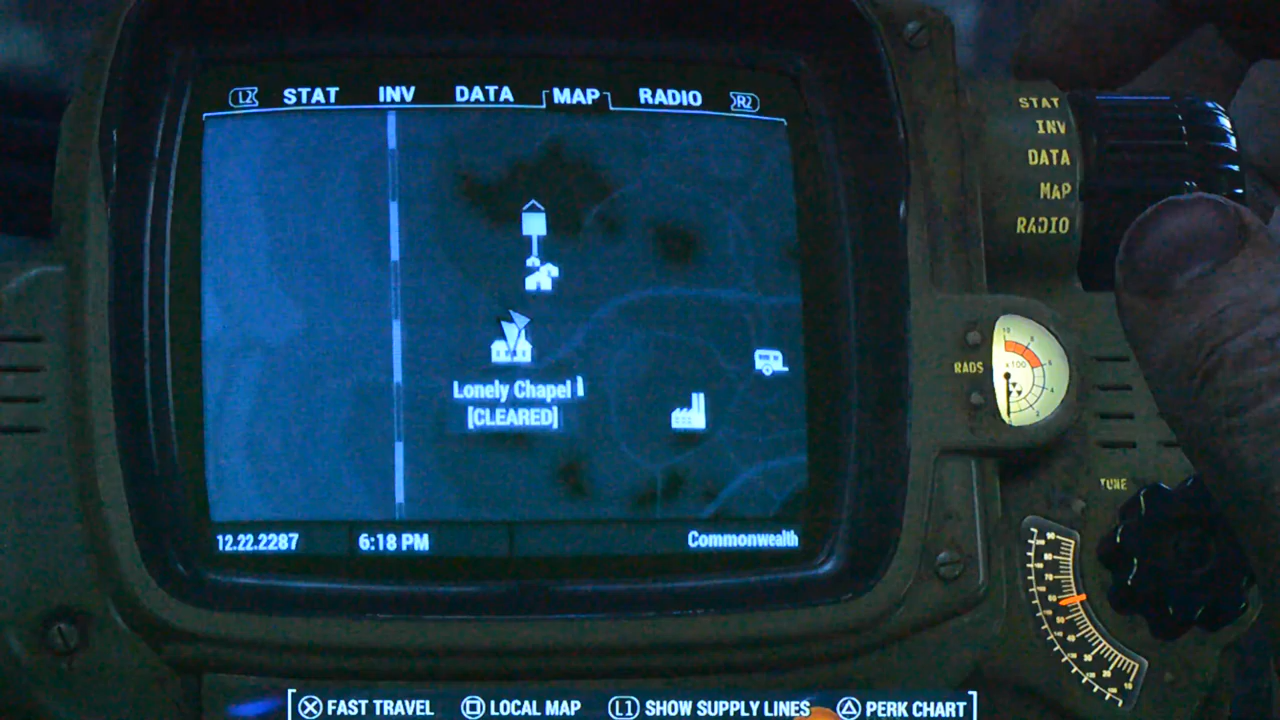 L2 STAT INV DATA MAP RADIO R2
STAT
INV
DATA
MAP
RADIO
RADS
x100
TUNE
Lonely Chapel
[CLEARED]
12.22.2287 6:18 PM Commonwealth
FAST TRAVEL LOCAL MAP L1 SHOW SUPPLY LINES PERK CHART